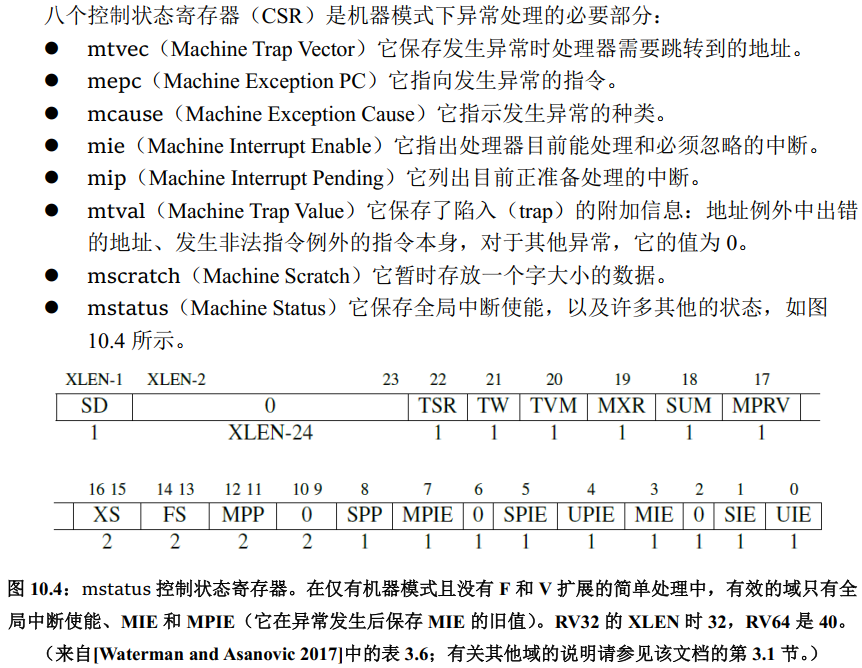 八个控制状态寄存器（CSR）是机器模式下异常处理的必要部分：
● mtvec（Machine Trap Vector）它保存发生异常时处理器需要跳转到的地址。
● mepc（Machine Exception PC）它指向发生异常的指令。
● mcause（Machine Exception Cause）它指示发生异常的种类。
● mie（Machine Interrupt Enable）它指出处理器目前能处理和必须忽略的中断。
● mip（Machine Interrupt Pending）它列出目前正准备处理的中断。
● mtval（Machine Trap Value）它保存了陷入（trap）的附加信息：地址例外中出错
的地址、发生非法指令例外的指令本身，对于其他异常，它的值为 0。
● mscratch（Machine Scratch）它暂时存放一个字大小的数据。
● mstatus（Machine Status）它保存全局中断使能，以及许多其他的状态，如图
10.4 所示。
XLEN-1 XLEN-2 23 22 21 20 19 18 17
SD 0 TSR TW TVM MXR SUM MPRV
1 XLEN-24 1 1 1 1 1 1
16 15 14 13 12 11 10 9 8 7 6 5 4 3 2 1 0
XS FS MPP 0 SPP MPIE 0 SPIE UPIE MIE 0 SIE UIE
2 2 2 2 1 1 1 1 1 1 1 1 1
图 10.4：mstatus 控制状态寄存器。在仅有机器模式且没有 F 和 V 扩展的简单处理中，有效的域只有全
局中断使能、MIE 和 MPIE（它在异常发生后保存 MIE 的旧值）。RV32 的 XLEN 时 32，RV64 是 40。
（来自[Waterman and Asanovic 2017]中的表 3.6；有关其他域的说明请参见该文档的第 3.1 节。）